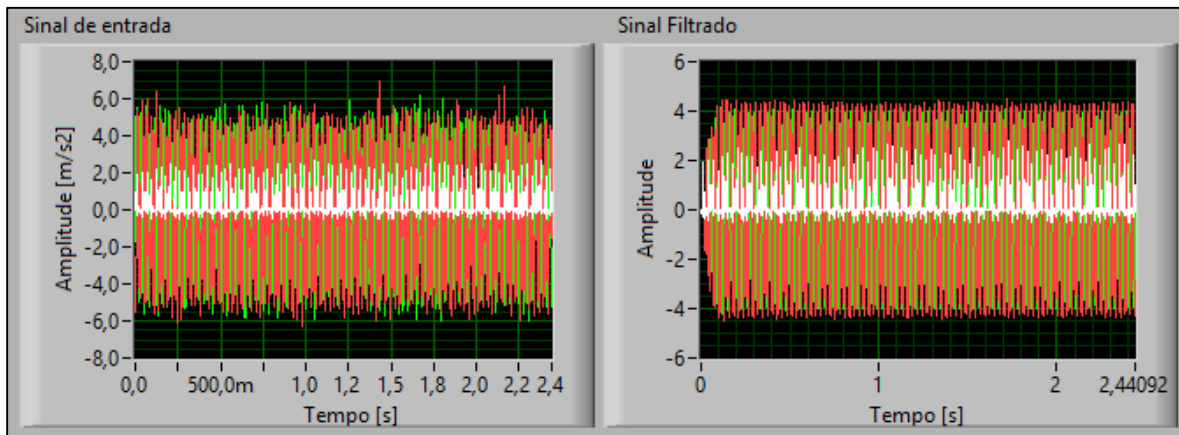 Sinal de entrada
Amplitude [m/s2]
8,0
6,0
4,0
2,0
0,0
-2,0
-4,0
-6,0
-8,0
0,0 500,0m 1,0 1,2 1,5 1,8 2,0 2,2 2,4
Tempo [s]
Sinal Filtrado
Amplitude
6
4
2
0
-2
-4
-6
0 1 2 2,44092
Tempo [s]